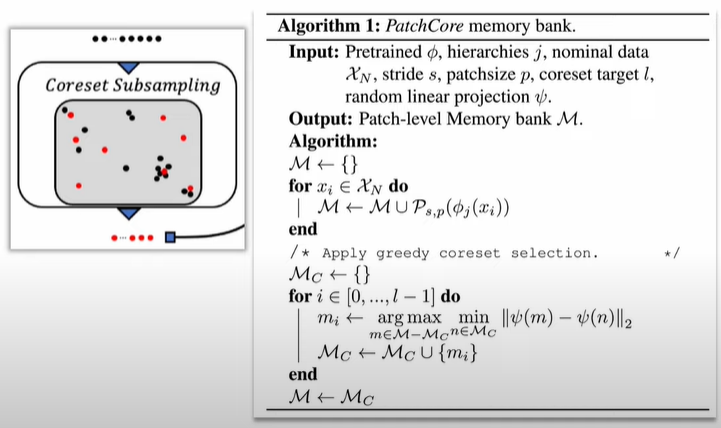 Coreset Subsampling
Algorithm 1: PatchCore memory bank.
Input: Pretrained ϕ, hierarchies j, nominal data
𝒳_N, stride s, patchsize p, coreset target l,
random linear projection ψ.
Output: Patch-level Memory bank ℳ.
Algorithm:
ℳ ← {}
for x_i ∈ 𝒳_N do
ℳ ← ℳ ∪ 𝒫_{s,p}(ϕ_j(x_i))
end
/* Apply greedy coreset selection. */
ℳ_C ← {}
for i ∈ [0, ..., l − 1] do
m_i ← arg max min ‖ψ(m) − ψ(n)‖_2
m∈ℳ−ℳ_C n∈ℳ_C
ℳ_C ← ℳ_C ∪ {m_i}
end
ℳ ← ℳ_C